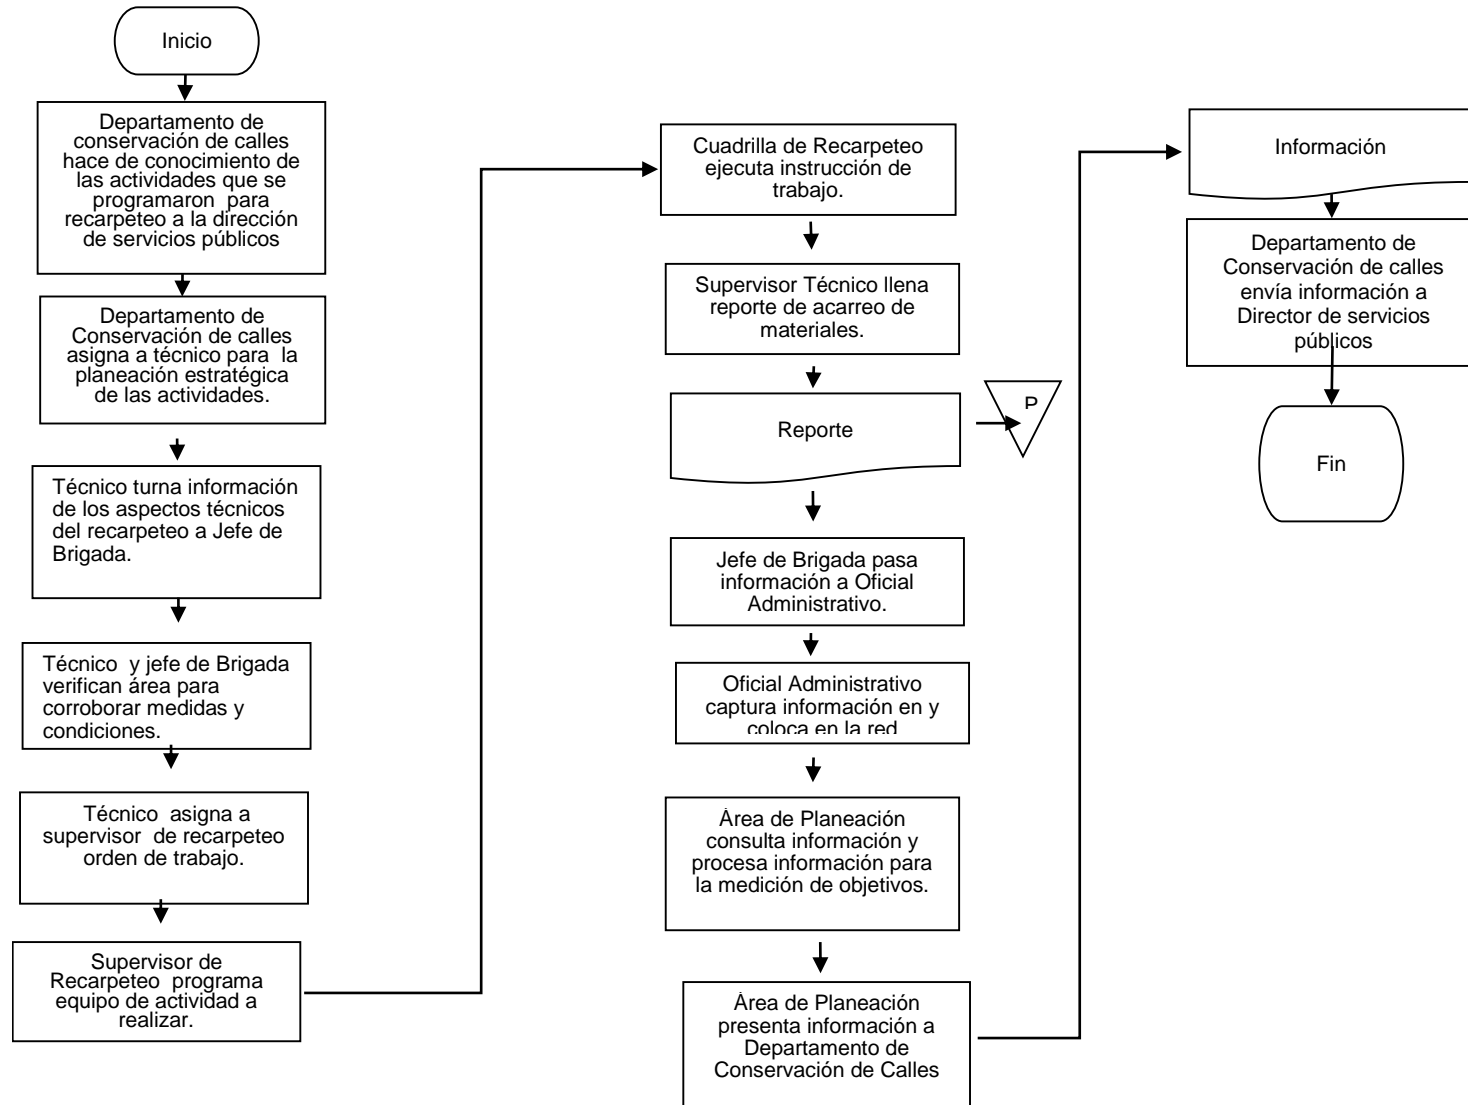 Inicio
Departamento de
conservación de calles
hace de conocimiento de
las actividades que se
programaron para
recarpeteo a la dirección
de servicios públicos
Departamento de
Conservación de calles
asigna a técnico para la
planeación estratégica
de las actividades.
Técnico turna información
de los aspectos técnicos
del recarpeteo a Jefe de
Brigada.
Técnico y jefe de Brigada
verifican área para
corroborar medidas y
condiciones.
Técnico asigna a
supervisor de recarpeteo
orden de trabajo.
Supervisor de
Recarpeteo programa
equipo de actividad a
realizar.
Cuadrilla de Recarpeteo
ejecuta instrucción de
trabajo.
Supervisor Técnico llena
reporte de acarreo de
materiales.
Reporte
P
Jefe de Brigada pasa
información a Oficial
Administrativo.
Oficial Administrativo
captura información en y
coloca en la red
Área de Planeación
consulta información y
procesa información para
la medición de objetivos.
Área de Planeación
presenta información a
Departamento de
Conservación de Calles
Información
Departamento de
Conservación de calles
envía información a
Director de servicios
públicos
Fin